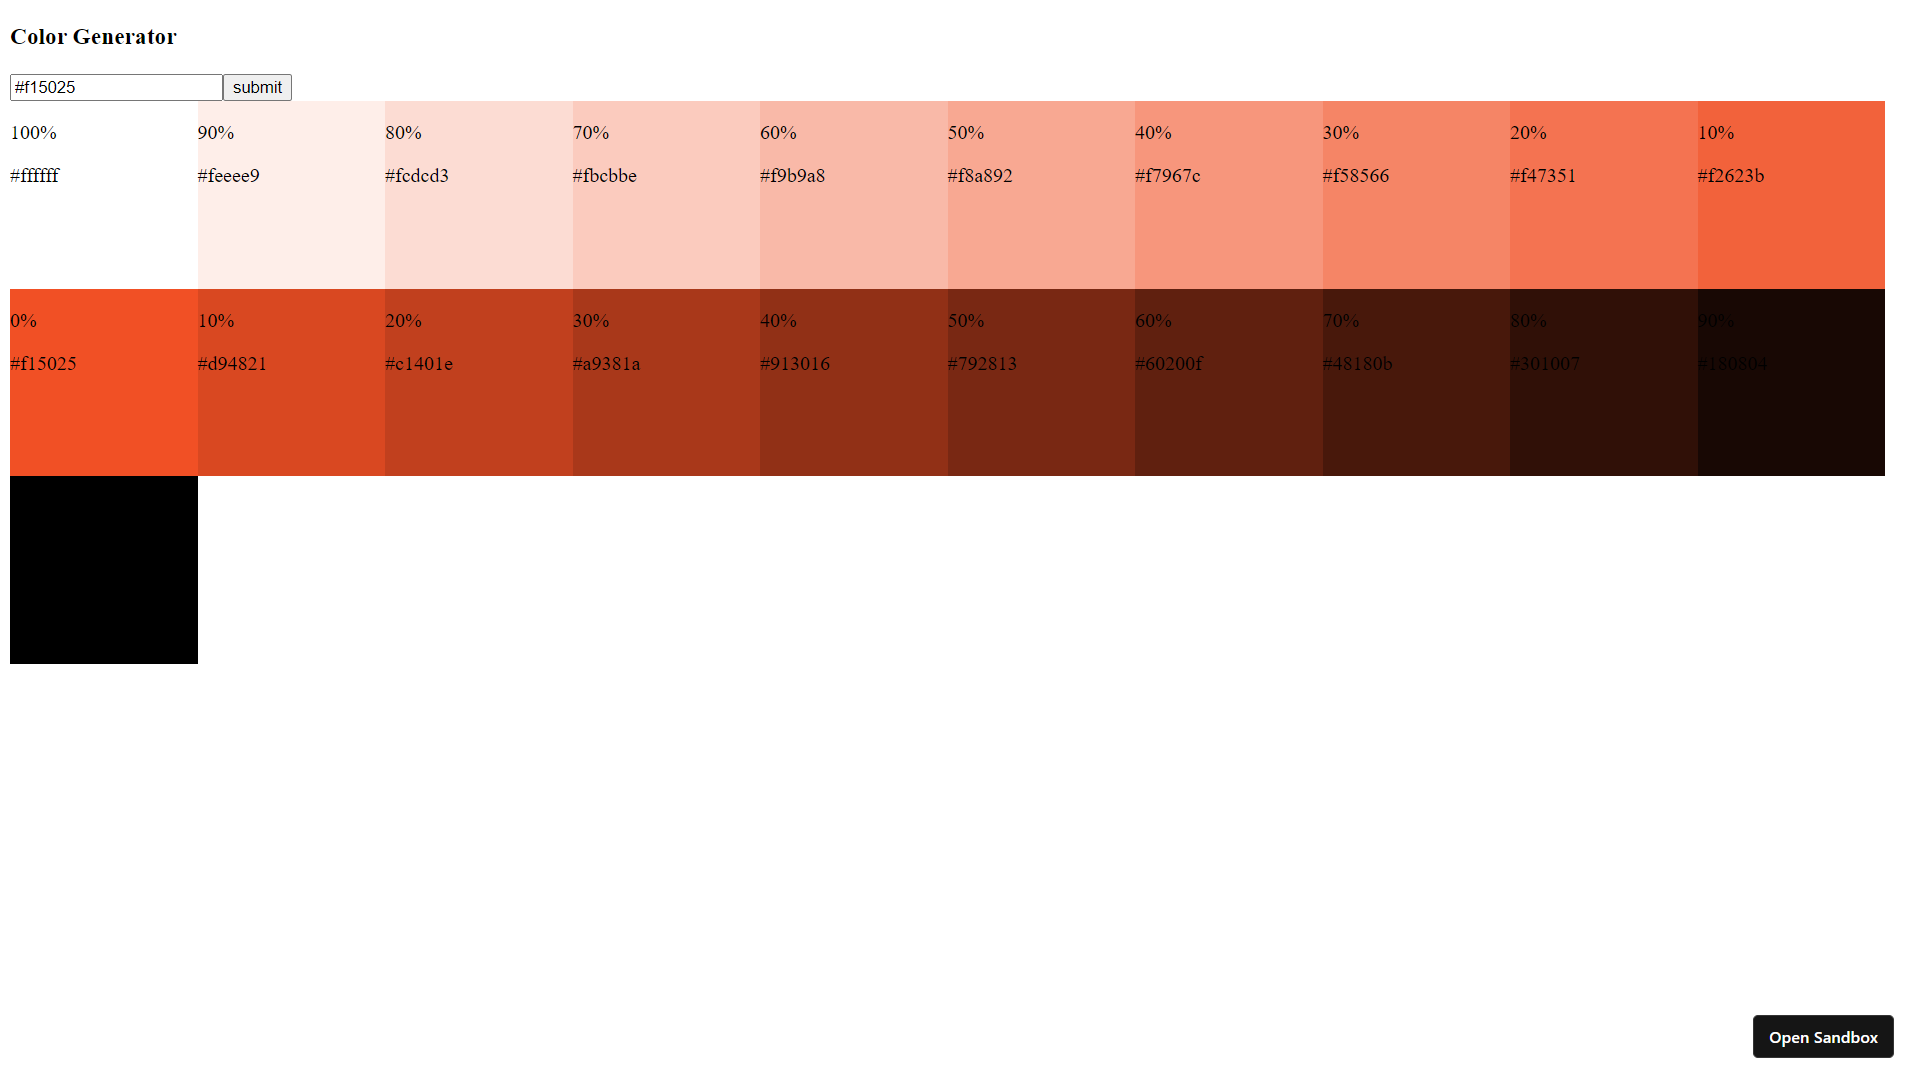 Color Generator
#f15025 submit
100% 90% 80% 70% 60% 50% 40% 30% 20% 10%
#ffffff #feeee9 #fcdcd3 #fbcbbe #f9b9a8 #f8a892 #f7967c #f58566 #f47351 #f2623b
0% 10% 20% 30% 40% 50% 60% 70% 80% 90%
#f15025 #d94821 #c1401e #a9381a #913016 #792813 #60200f #48180b #301007 #180804
Open Sandbox